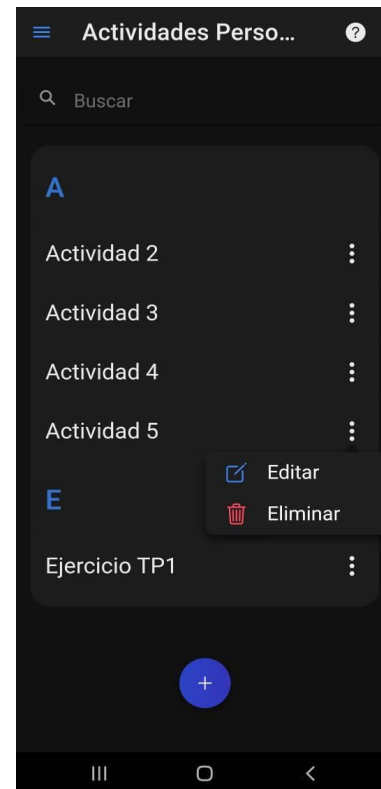 Actividades Perso...
Buscar
A
Actividad 2
Actividad 3
Actividad 4
Actividad 5
Editar
E
Eliminar
Ejercicio TP1